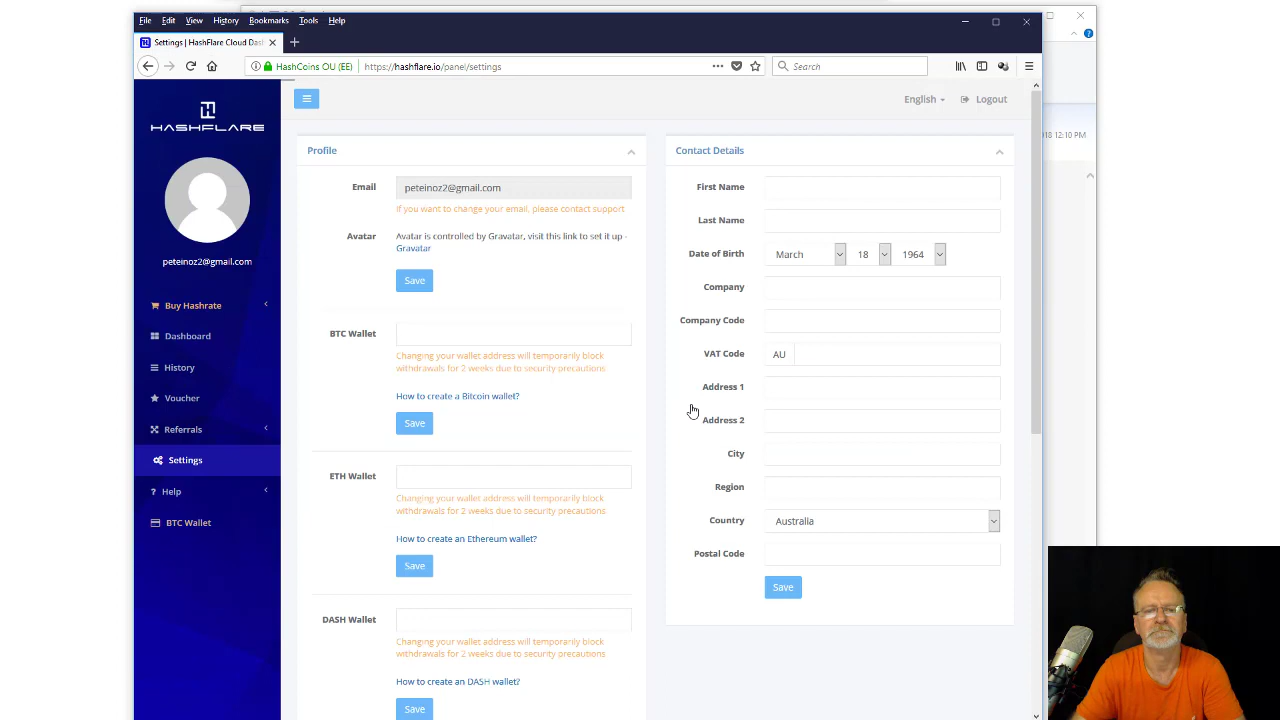 File Edit View History Bookmarks Tools Help
Settings | HashFlare Cloud Das
HashCoins OU (EE) https://hashflare.io/panel/settings Search
18 12:10 PM
English Logout
HASHFLARE
peteinoz2@gmail.com
Buy Hashrate
Dashboard
History
Voucher
Referrals
Settings
Help
BTC Wallet
Profile
Email peteinoz2@gmail.com
If you want to change your email, please contact support
Avatar Avatar is controlled by Gravatar, visit this link to set it up -
Gravatar
Save
BTC Wallet
Changing your wallet address will temporarily block
withdrawals for 2 weeks due to security precautions
How to create a Bitcoin wallet?
Save
ETH Wallet
Changing your wallet address will temporarily block
withdrawals for 2 weeks due to security precautions
How to create an Ethereum wallet?
Save
DASH Wallet
Changing your wallet address will temporarily block
withdrawals for 2 weeks due to security precautions
How to create an DASH wallet?
Save
Contact Details
First Name
Last Name
Date of Birth March 18 1964
Company
Company Code
VAT Code AU
Address 1
Address 2
City
Region
Country Australia
Postal Code
Save